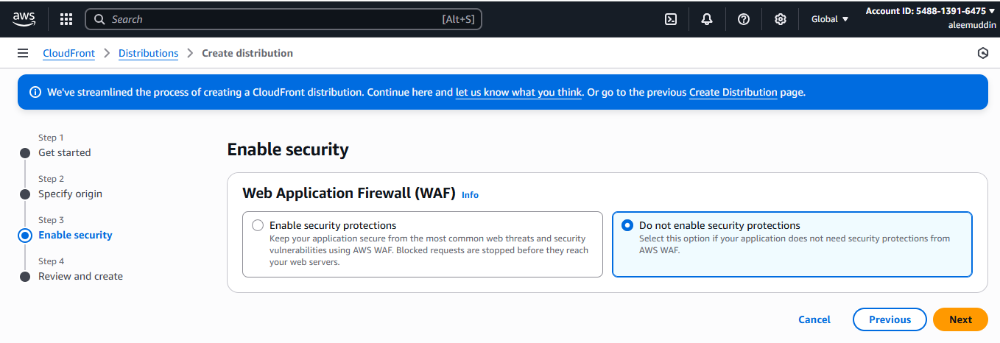 aws
Search
[Alt+S]
Global
Account ID: 5488-1391-6475
aleemuddin
CloudFront
Distributions
Create distribution
We've streamlined the process of creating a CloudFront distribution. Continue here and let us know what you think. Or go to the previous Create Distribution page.
Step 1
Get started
Step 2
Specify origin
Step 3
Enable security
Step 4
Review and create
Enable security
Web Application Firewall (WAF) Info
Enable security protections
Keep your application secure from the most common web threats and security
vulnerabilities using AWS WAF. Blocked requests are stopped before they reach
your web servers.
Do not enable security protections
Select this option if your application does not need security protections from
AWS WAF.
Cancel
Previous
Next